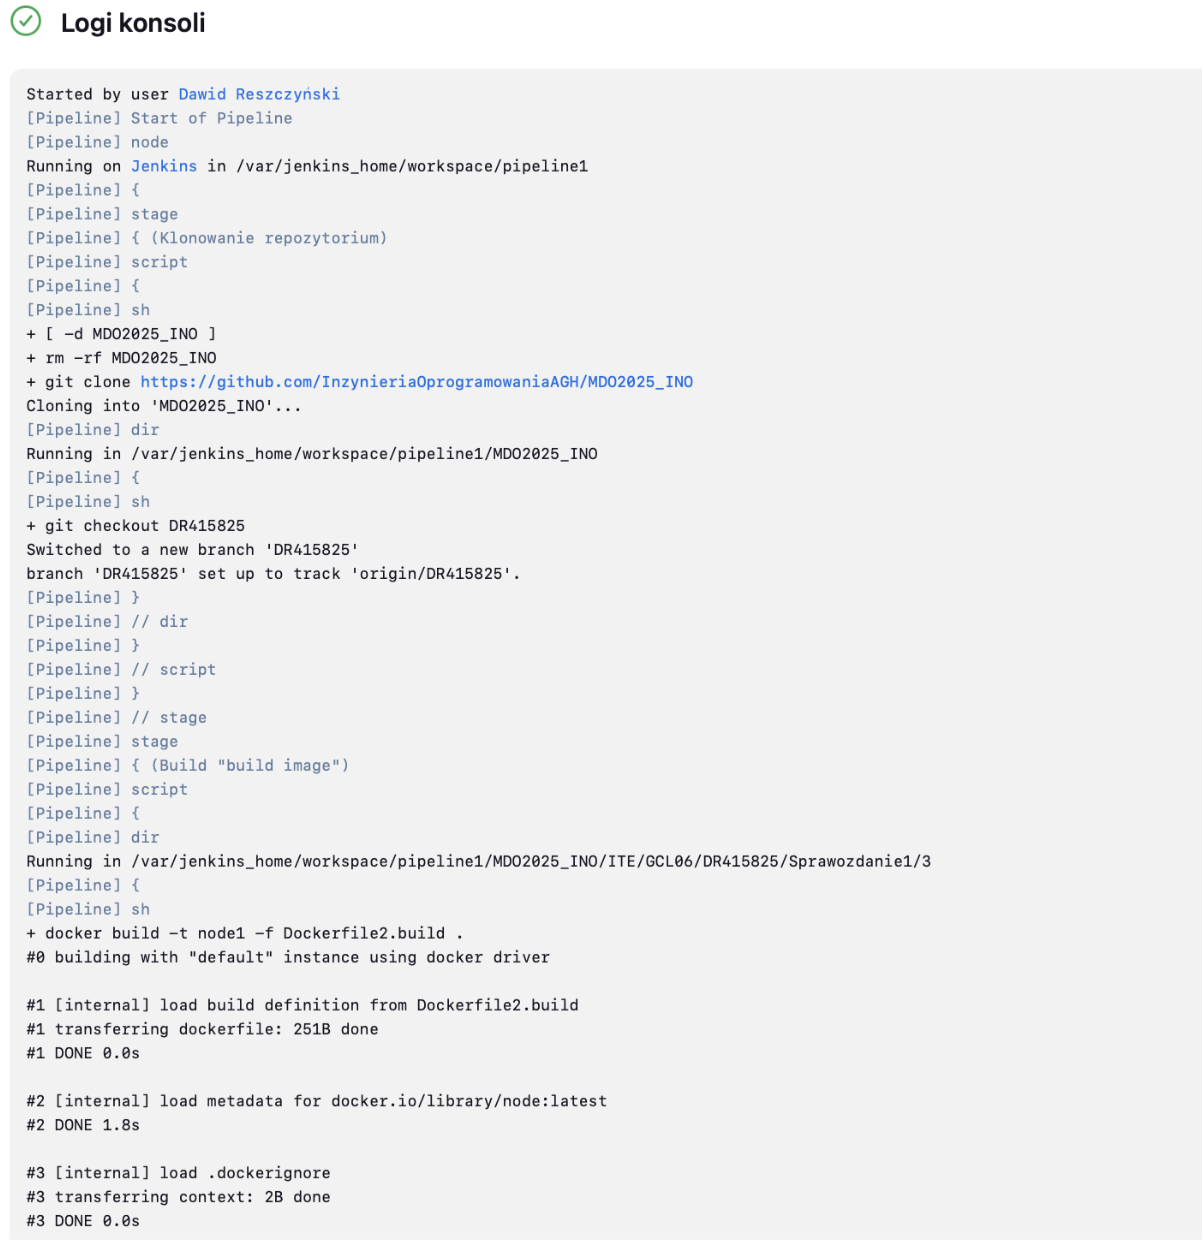 Logi konsoli
Started by user Dawid Reszczyński
[Pipeline] Start of Pipeline
[Pipeline] node
Running on Jenkins in /var/jenkins_home/workspace/pipeline1
[Pipeline] {
[Pipeline] stage
[Pipeline] { (Klonowanie repozytorium)
[Pipeline] script
[Pipeline] {
[Pipeline] sh
+ [ -d MDO2025_INO ]
+ rm -rf MDO2025_INO
+ git clone https://github.com/InzynieriaOprogramowaniaAGH/MDO2025_INO
Cloning into 'MDO2025_INO'...
[Pipeline] dir
Running in /var/jenkins_home/workspace/pipeline1/MDO2025_INO
[Pipeline] {
[Pipeline] sh
+ git checkout DR415825
Switched to a new branch 'DR415825'
branch 'DR415825' set up to track 'origin/DR415825'.
[Pipeline] }
[Pipeline] // dir
[Pipeline] }
[Pipeline] // script
[Pipeline] }
[Pipeline] // stage
[Pipeline] stage
[Pipeline] { (Build "build image")
[Pipeline] script
[Pipeline] {
[Pipeline] dir
Running in /var/jenkins_home/workspace/pipeline1/MDO2025_INO/ITE/GCL06/DR415825/Sprawozdanie1/3
[Pipeline] {
[Pipeline] sh
+ docker build -t node1 -f Dockerfile2.build .
#0 building with "default" instance using docker driver
#1 [internal] load build definition from Dockerfile2.build
#1 transferring dockerfile: 251B done
#1 DONE 0.0s
#2 [internal] load metadata for docker.io/library/node:latest
#2 DONE 1.8s
#3 [internal] load .dockerignore
#3 transferring context: 2B done
#3 DONE 0.0s